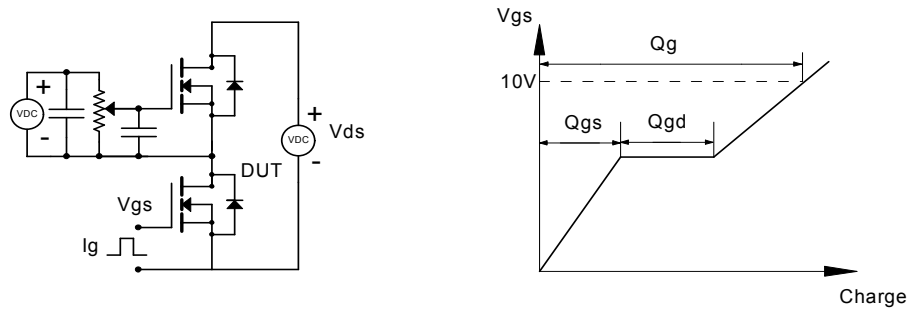 +
VDC
-
+
VDC
-
Vds
DUT
Vgs
Ig
Vgs
Qg
10V
Qgs
Qgd
Charge